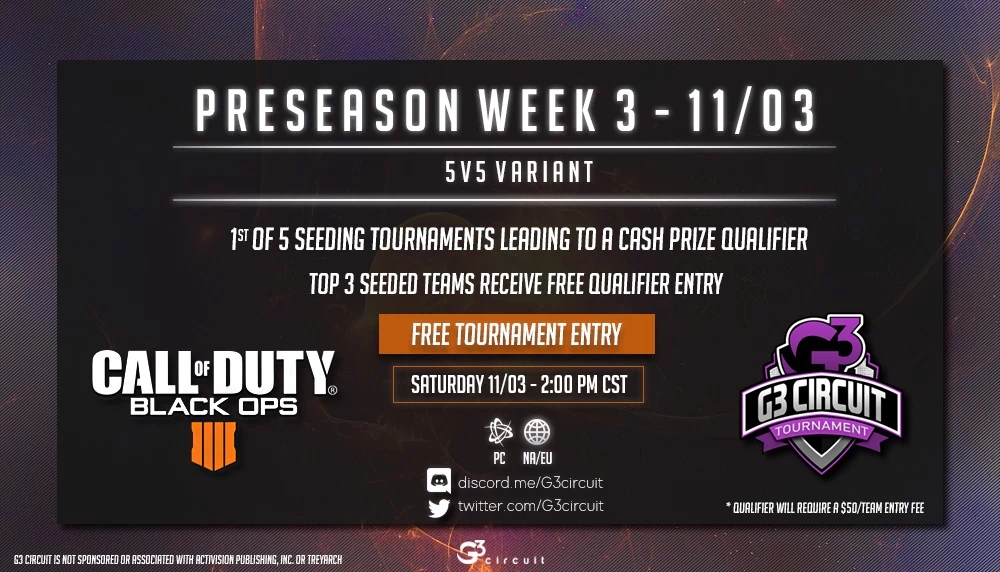 PRESEASON WEEK 3 - 11/03
5V5 VARIANT
1ST OF 5 SEEDING TOURNAMENTS LEADING TO A CASH PRIZE QUALIFIER
TOP 3 SEEDED TEAMS RECEIVE FREE QUALIFIER ENTRY
FREE TOURNAMENT ENTRY
SATURDAY 11/03 - 2:00 PM CST
CALL OF DUTY®
BLACK OPS
IIII
G3
G3 CIRCUIT
TOURNAMENT
PC NA/EU
discord.me/G3circuit
twitter.com/G3circuit
* QUALIFIER WILL REQUIRE A $50/TEAM ENTRY FEE
G3 CIRCUIT IS NOT SPONSORED OR ASSOCIATED WITH ACTIVISION PUBLISHING, INC. OR TREYARCH
G3 circuit